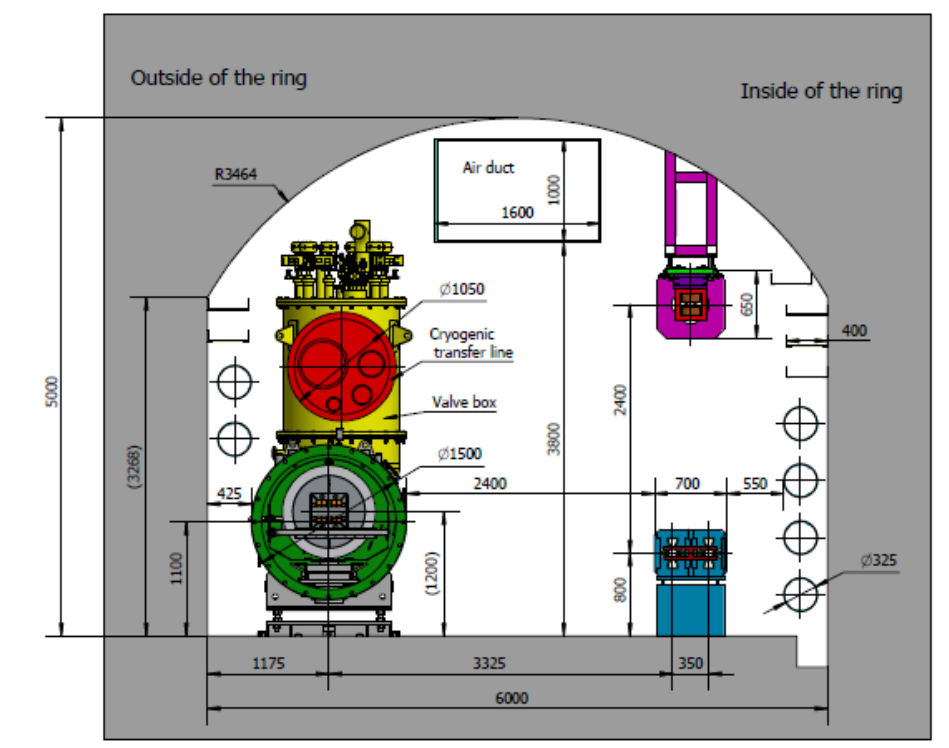 Outside of the ring
Inside of the ring
R3464
Air duct
1000
1600
Ø1050
650
Cryogenic
transfer line
400
5000
(3268)
Valve box
3800
2400
Ø1500
425
2400
700
550
1100
(1200)
800
Ø325
1175
3325
350
6000